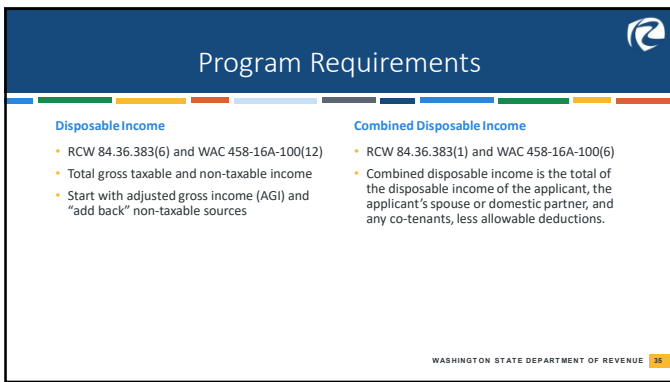 Program Requirements
Disposable Income
• RCW 84.36.383(6) and WAC 458-16A-100(12)
• Total gross taxable and non-taxable income
• Start with adjusted gross income (AGI) and
"add back" non-taxable sources
Combined Disposable Income
• RCW 84.36.383(1) and WAC 458-16A-100(6)
• Combined disposable income is the total of
the disposable income of the applicant, the
applicant's spouse or domestic partner, and
any co-tenants, less allowable deductions.
WASHINGTON STATE DEPARTMENT OF REVENUE 35